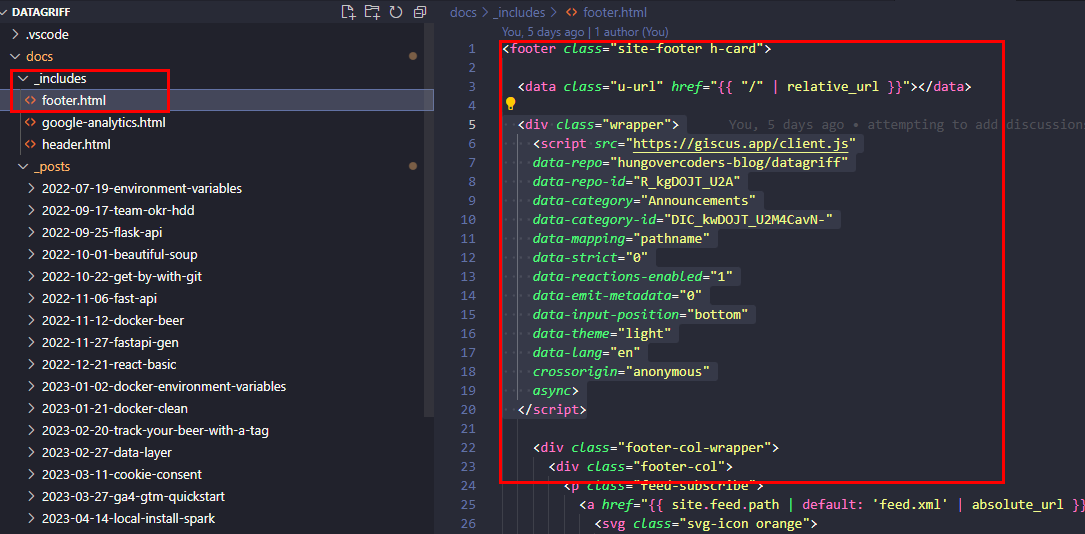 DATAGRIFF
.vscode
docs
_includes
footer.html
google-analytics.html
header.html
_posts
2022-07-19-environment-variables
2022-09-17-team-okr-hdd
2022-09-25-flask-api
2022-10-01-beautiful-soup
2022-10-22-get-by-with-git
2022-11-06-fast-api
2022-11-12-docker-beer
2022-11-27-fastapi-gen
2022-12-21-react-basic
2023-01-02-docker-environment-variables
2023-01-21-docker-clean
2023-02-20-track-your-beer-with-a-tag
2023-02-27-data-layer
2023-03-11-cookie-consent
2023-03-27-ga4-gtm-quickstart
2023-04-14-local-install-spark
docs > _includes > <> footer.html
You, 5 days ago | 1 author (You)
1 <footer class="site-footer h-card">
2
3 <data class="u-url" href="{{ "/" | relative_url }}"></data>
4
5 <div class="wrapper"> You, 5 days ago • attempting to add discussions
6 <script src="https://giscus.app/client.js"
7 data-repo="hungovercoders-blog/datagriff"
8 data-repo-id="R_kgDOJT_U2A"
9 data-category="Announcements"
10 data-category-id="DIC_kwDOJT_U2M4CavN-"
11 data-mapping="pathname"
12 data-strict="0"
13 data-reactions-enabled="1"
14 data-emit-metadata="0"
15 data-input-position="bottom"
16 data-theme="light"
17 data-lang="en"
18 crossorigin="anonymous"
19 async>
20 </script>
21
22 <div class="footer-col-wrapper">
23 <div class="footer-col">
24 <p class="feed-subscribe">
25 <a href="{{ site.feed.path | default: 'feed.xml' | absolute_url }}
26 <svg class="svg-icon orange">